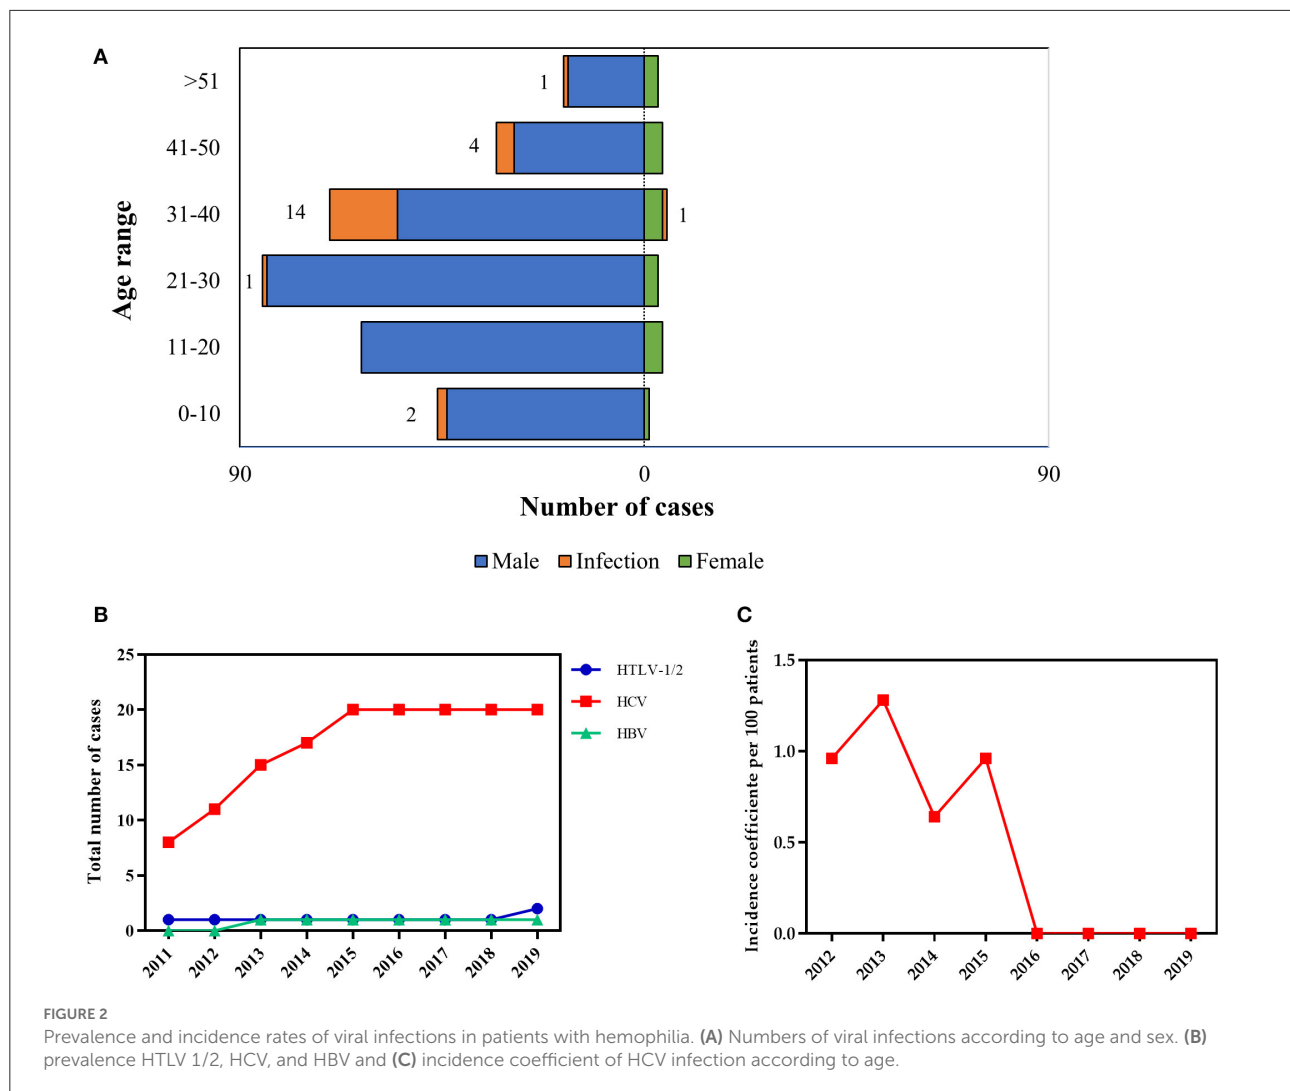 A
>51
1
41-50
4
31-40
14
1
21-30
1
11-20
0-10
2
Age range
90
0
90
Number of cases
Male
Infection
Female
B
25
20
15
10
5
0
Total number of cases
2011
2012
2013
2014
2015
2016
2017
2018
2019
HTLV-1/2
HCV
HBV
C
1.5
1.0
0.5
0.0
Incidence coefficiente per 100 patients
2012
2013
2014
2015
2016
2017
2018
2019
FIGURE 2
Prevalence and incidence rates of viral infections in patients with hemophilia. (A) Numbers of viral infections according to age and sex. (B)
prevalence HTLV 1/2, HCV, and HBV and (C) incidence coefficient of HCV infection according to age.